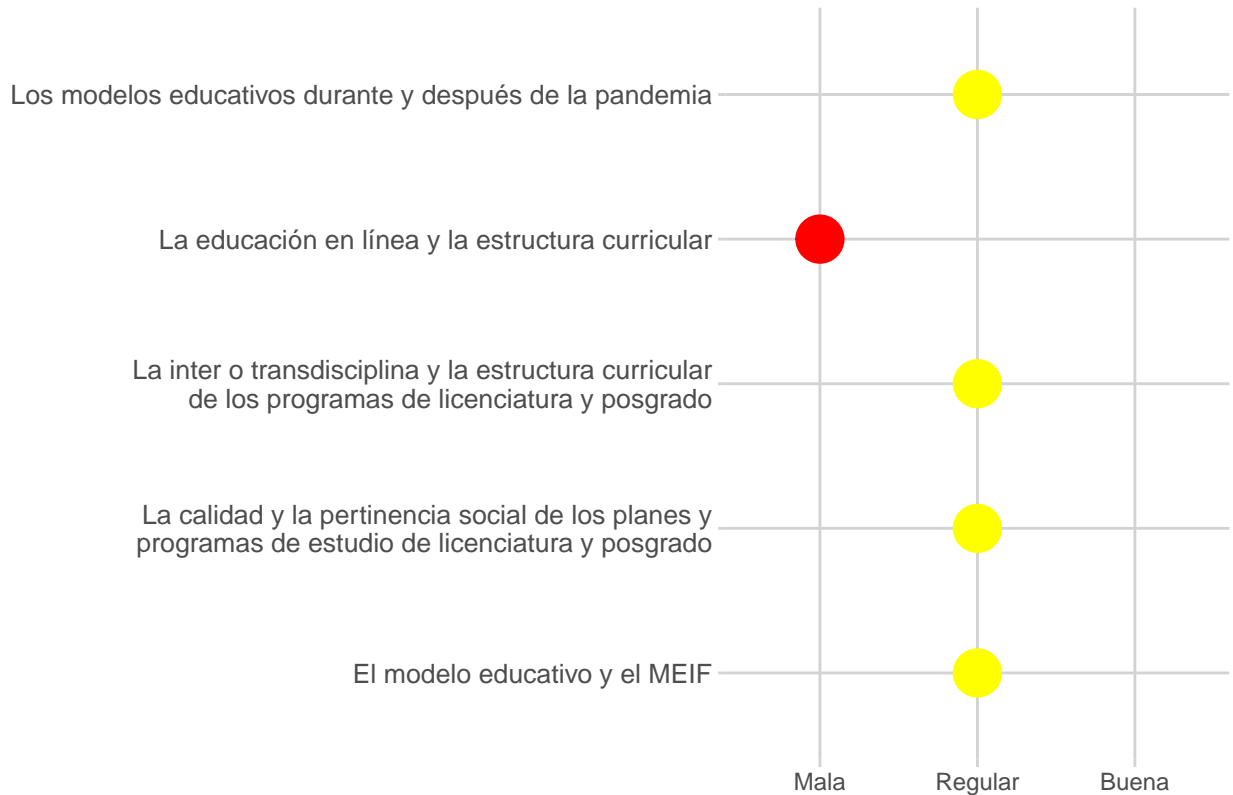 Los modelos educativos durante y después de la pandemia
La educación en línea y la estructura curricular
La inter o transdisciplina y la estructura curricular
de los programas de licenciatura y posgrado
La calidad y la pertinencia social de los planes y
programas de estudio de licenciatura y posgrado
El modelo educativo y el MEIF
Mala
Regular
Buena